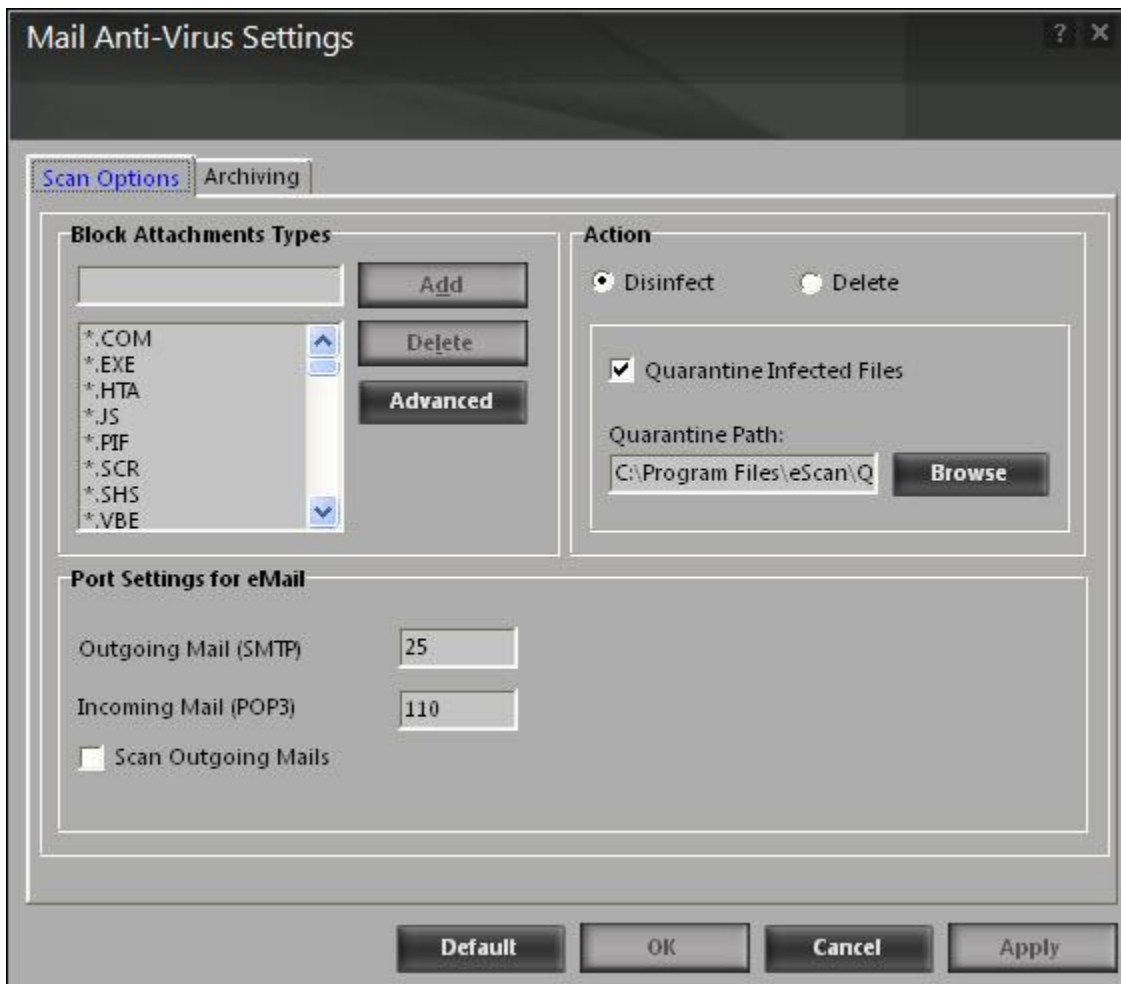 Mail Anti-Virus Settings
?
Scan Options
Archiving
Block Attachments Types
Add
*.COM
*.EXE
*.HTA
*.JS
*.PIF
*.SCR
*.SHS
*.VBE
Delete
Advanced
Action
Disinfect
Delete
Quarantine Infected Files
Quarantine Path:
C:\Program Files\eScan\Q
Browse
Port Settings for eMail
Outgoing Mail (SMTP)
25
Incoming Mail (POP3)
110
Scan Outgoing Mails
Default
OK
Cancel
Apply